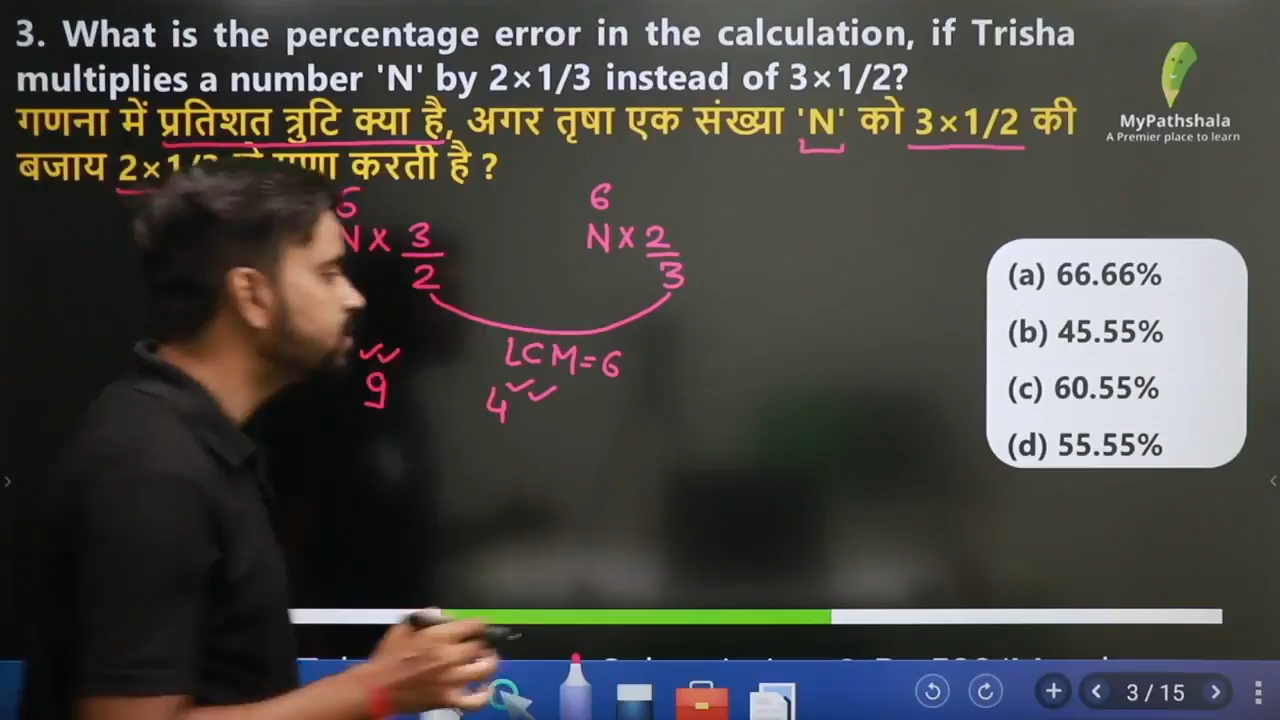 3. What is the percentage error in the calculation, if Trisha
multiplies a number 'N' by 2×1/3 instead of 3×1/2?
गणना में प्रतिशत त्रुटि क्या है, अगर तृषा एक संख्या 'N' को 3×1/2 की
बजाय 2×1/3 से गुणा करती है ?
MyPathshala
A Premier place to learn
6
6
N × 3/2
N × 2/3
LCM=6
9
4
(a) 66.66%
(b) 45.55%
(c) 60.55%
(d) 55.55%
3 / 15